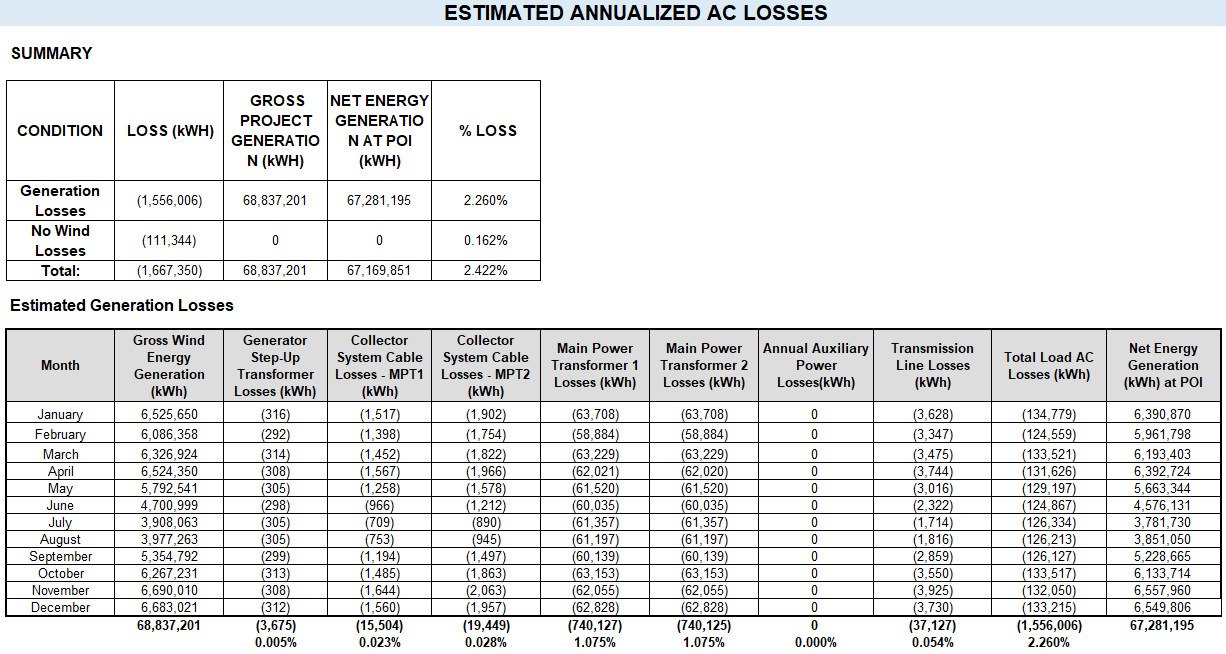 ESTIMATED ANNUALIZED AC LOSSES
SUMMARY
CONDITION
LOSS (kWH)
GROSS
PROJECT
GENERATIO
N (kWH)
NET ENERGY
GENERATIO
N AT POI
(kWH)
% LOSS
Generation
Losses
(1,556,006) 68,837,201 67,281,195 2.260%
No Wind
Losses
(111,344) 0 0 0.162%
Total: (1,667,350) 68,837,201 67,169,851 2.422%
Estimated Generation Losses
Month
Gross Wind
Energy
Generation
(kWh)
Generator
Step-Up
Transformer
Losses (kWH)
Collector
System Cable
Losses - MPT1
(kWh)
Collector
System Cable
Losses - MPT2
(kWh)
Main Power
Transformer 1
Losses (kWh)
Main Power
Transformer 2
Losses (kWH)
Annual Auxiliary
Power
Losses(kWh)
Transmission
Line Losses
(kWh)
Total Load AC
Losses (kWH)
Net Energy
Generation
(kWh) at POI
January 6,525,650 (316) (1,517) (1,902) (63,708) (63,708) 0 (3,628) (134,779) 6,390,870
February 6,086,358 (292) (1,398) (1,754) (58,884) (58,884) 0 (3,347) (124,559) 5,961,798
March 6,326,924 (314) (1,452) (1,822) (63,229) (63,229) 0 (3,475) (133,521) 6,193,403
April 6,524,350 (308) (1,567) (1,966) (62,021) (62,020) 0 (3,744) (131,626) 6,392,724
May 5,792,541 (305) (1,258) (1,578) (61,520) (61,520) 0 (3,016) (129,197) 5,663,344
June 4,700,999 (298) (966) (1,212) (60,035) (60,035) 0 (2,322) (124,867) 4,576,131
July 3,908,063 (305) (709) (890) (61,357) (61,357) 0 (1,714) (126,334) 3,781,730
August 3,977,263 (305) (753) (945) (61,197) (61,197) 0 (1,816) (126,213) 3,851,050
September 5,354,792 (299) (1,194) (1,497) (60,139) (60,139) 0 (2,859) (126,127) 5,228,665
October 6,267,231 (313) (1,485) (1,863) (63,153) (63,153) 0 (3,550) (133,517) 6,133,714
November 6,690,010 (308) (1,644) (2,063) (62,055) (62,055) 0 (3,925) (132,050) 6,557,960
December 6,683,021 (312) (1,560) (1,957) (62,828) (62,828) 0 (3,730) (133,215) 6,549,806
68,837,201 (3,675) (15,504) (19,449) (740,127) (740,125) 0 (37,127) (1,556,006) 67,281,195
0.005% 0.023% 0.028% 1.075% 1.075% 0.000% 0.054% 2.260%